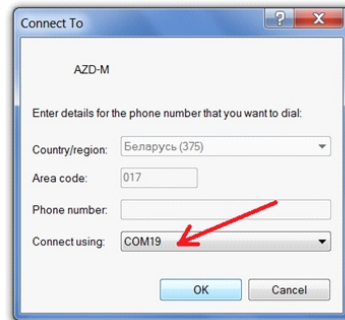 Connect To
AZD-M
Enter details for the phone number that you want to dial:
Country/region: Беларусь (375)
Area code: 017
Phone number:
Connect using: COM19
OK Cancel